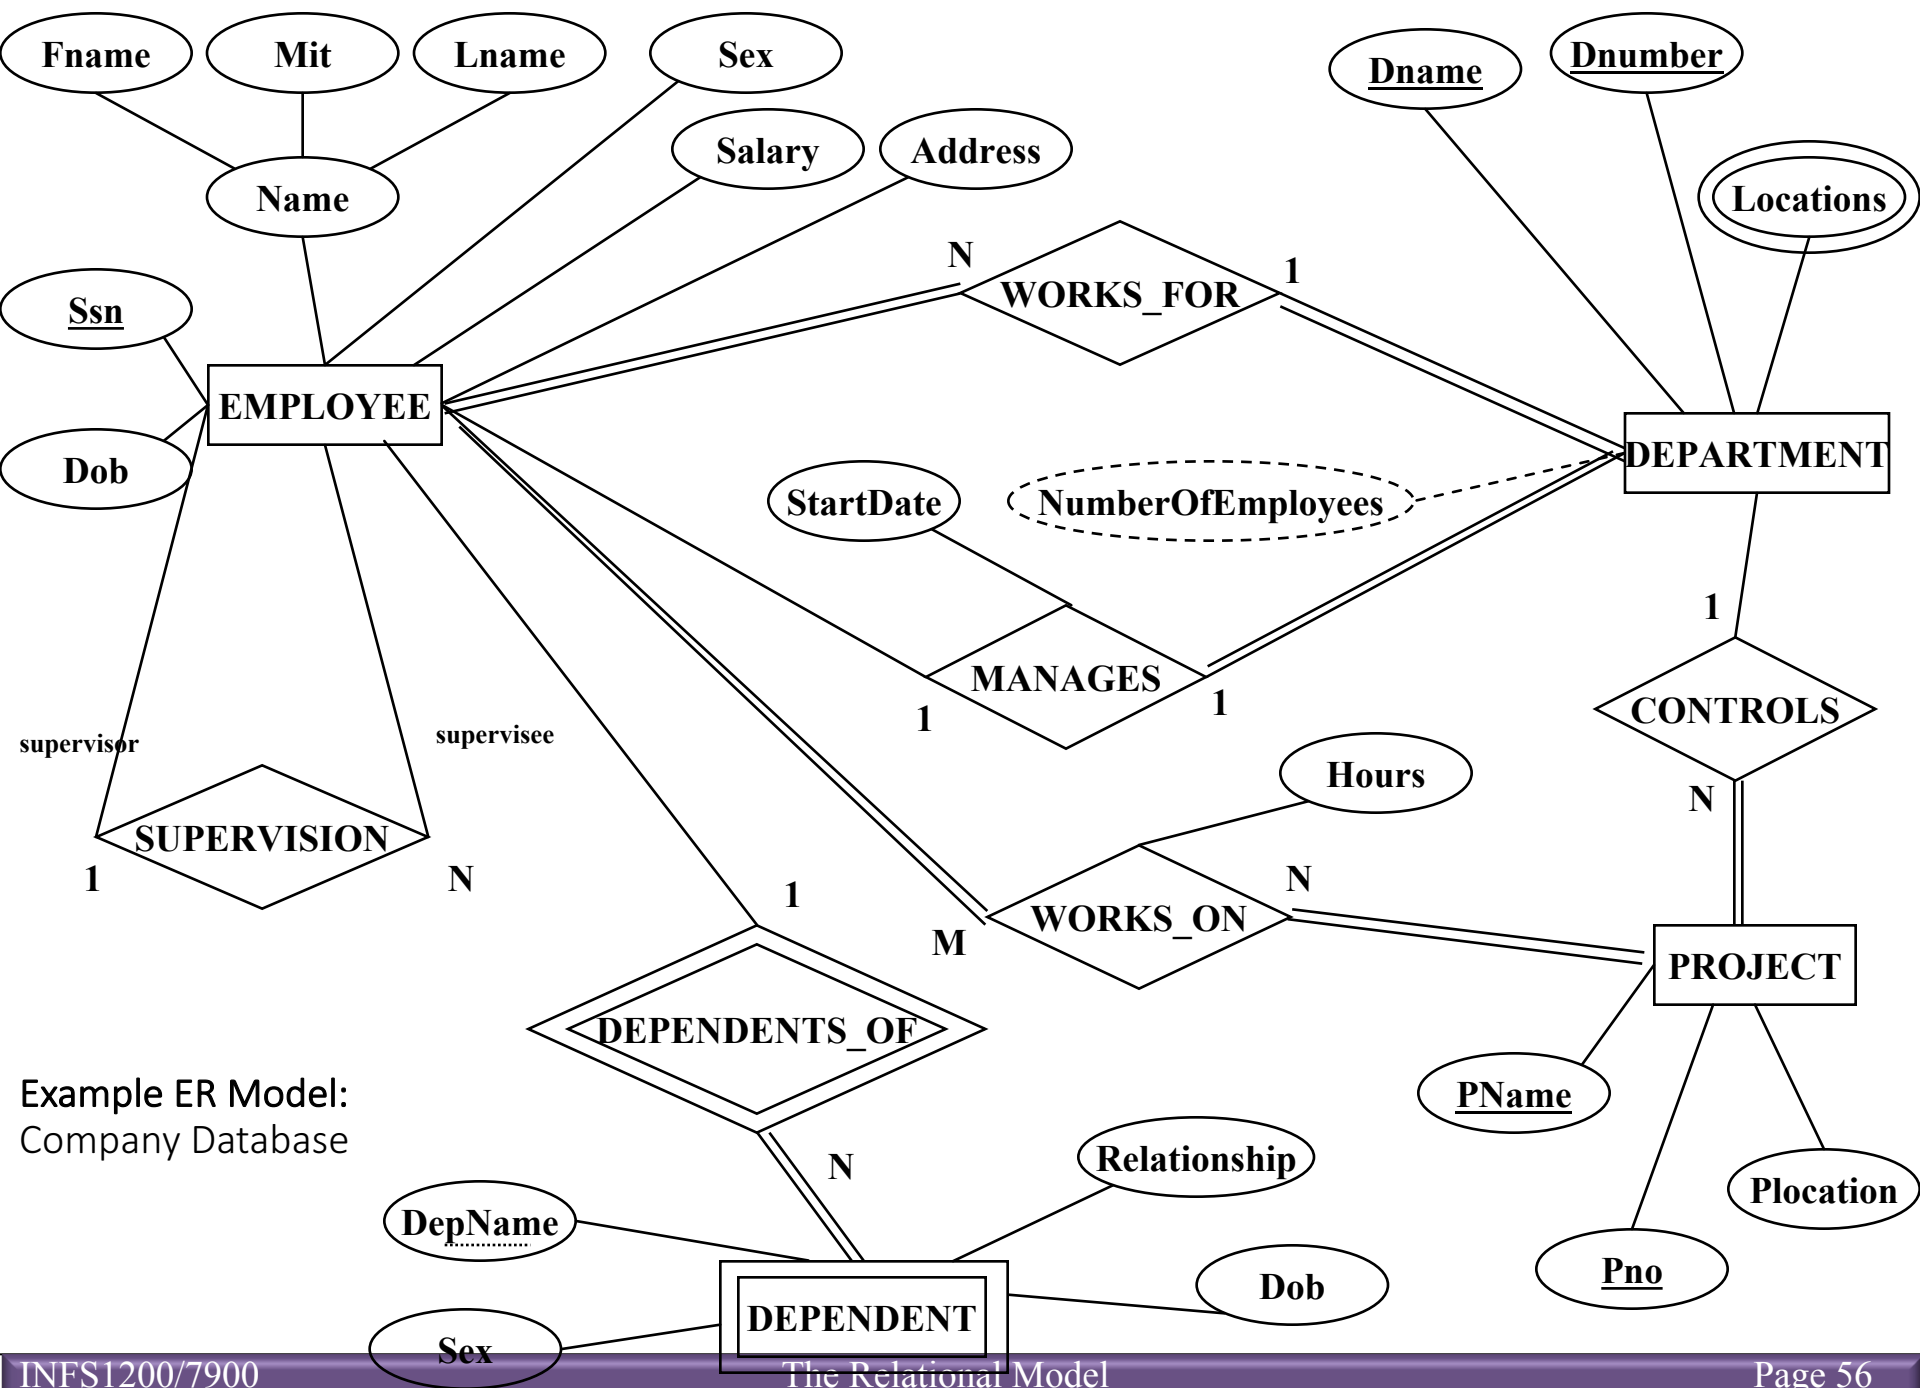 Fname
Mit
Lname
Sex
Dname
Dnumber
Salary
Address
Name
Locations
N
WORKS_FOR
1
Ssn
EMPLOYEE
Dob
DEPARTMENT
StartDate
NumberOfEmployees
1
MANAGES
1
1
CONTROLS
N
supervisor
supervisee
SUPERVISION
1
N
Hours
1
M
WORKS_ON
N
PROJECT
DEPENDENTS_OF
N
PName
Plocation
Pno
Example ER Model:
Company Database
Relationship
DepName
Dob
DEPENDENT
Sex
INFS1200/7900
The Relational Model
Page 56